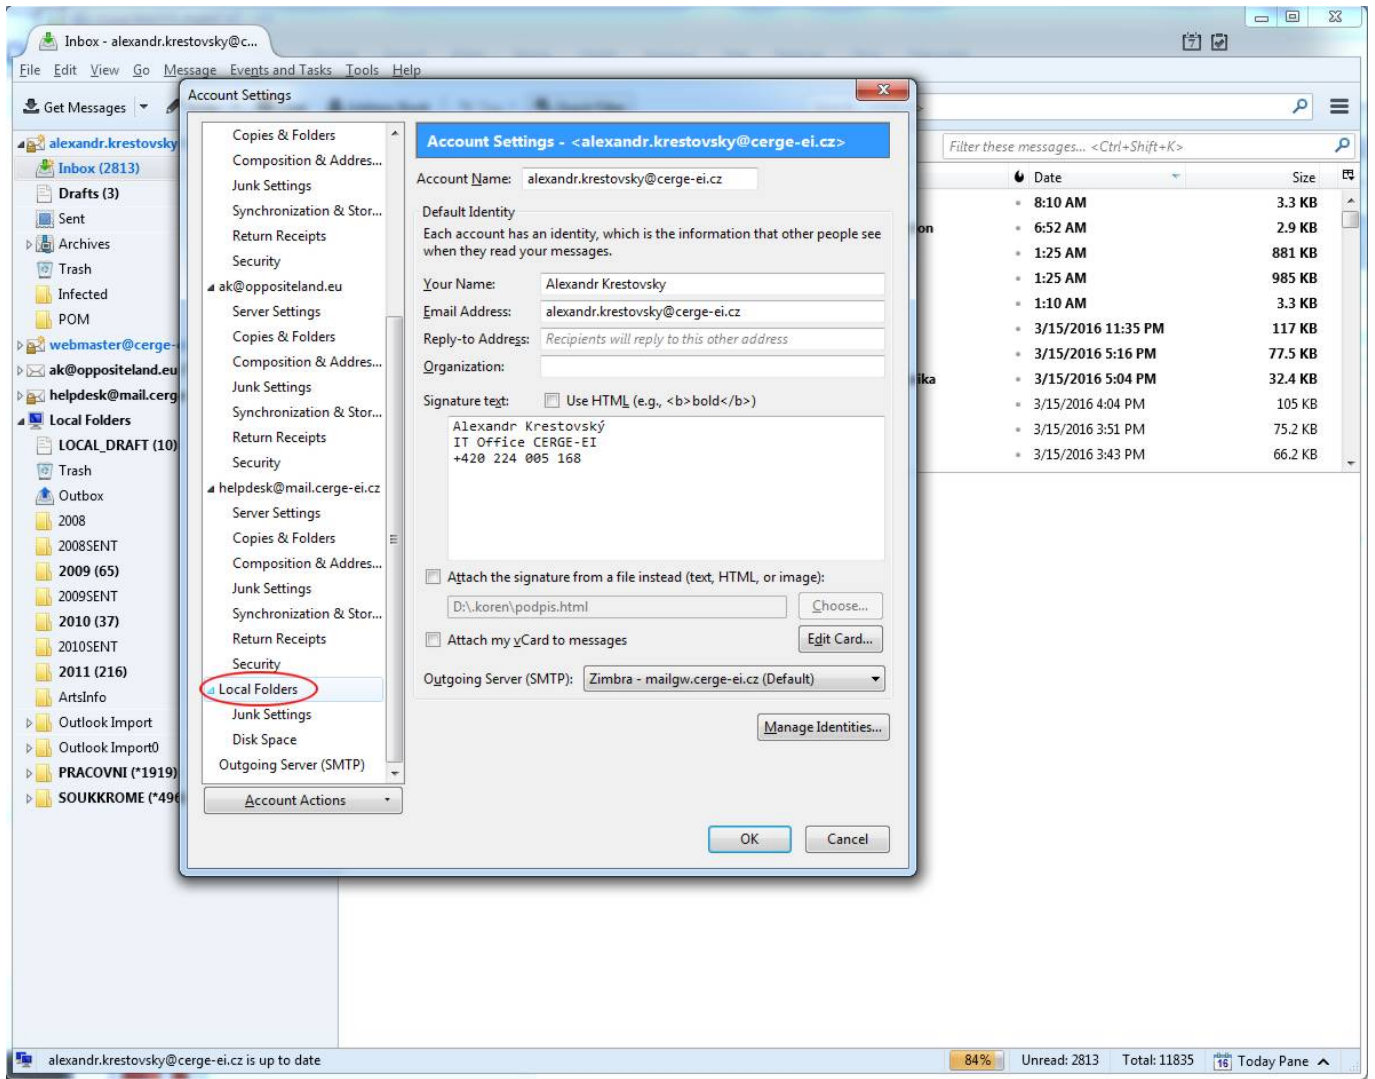 Inbox - alexandr.krestovsky@c...
File Edit View Go Message Events and Tasks Tools Help
Get Messages
alexandr.krestovsky
Inbox (2813)
Drafts (3)
Sent
Archives
Trash
Infected
POM
webmaster@cerge-
ak@oppositeland.eu
helpdesk@mail.cerg
Local Folders
LOCAL_DRAFT (10)
Trash
Outbox
2008
2008SENT
2009 (65)
2009SENT
2010 (37)
2010SENT
2011 (216)
ArtsInfo
Outlook Import
Outlook Import0
PRACOVNI (*1919)
SOUKKROME (*496
Account Settings
Copies & Folders
Composition & Addres...
Junk Settings
Synchronization & Stor...
Return Receipts
Security
ak@oppositeland.eu
Server Settings
Copies & Folders
Composition & Addres...
Junk Settings
Synchronization & Stor...
Return Receipts
Security
helpdesk@mail.cerge-ei.cz
Server Settings
Copies & Folders
Composition & Addres...
Junk Settings
Synchronization & Stor...
Return Receipts
Security
Local Folders
Junk Settings
Disk Space
Outgoing Server (SMTP)
Account Actions
Account Settings - <alexandr.krestovsky@cerge-ei.cz>
Account Name: alexandr.krestovsky@cerge-ei.cz
Default Identity
Each account has an identity, which is the information that other people see
when they read your messages.
Your Name: Alexandr Krestovsky
Email Address: alexandr.krestovsky@cerge-ei.cz
Reply-to Address: Recipients will reply to this other address
Organization:
Signature text: Use HTML (e.g., <b>bold</b>)
Alexandr Krestovský
IT Office CERGE-EI
+420 224 005 168
Attach the signature from a file instead (text, HTML, or image):
D:\.koren\podpis.html Choose...
Attach my vCard to messages Edit Card...
Outgoing Server (SMTP): Zimbra - mailgw.cerge-ei.cz (Default)
Manage Identities...
OK Cancel
Filter these messages... <Ctrl+Shift+K>
Date Size
8:10 AM 3.3 KB
on 6:52 AM 2.9 KB
1:25 AM 881 KB
1:25 AM 985 KB
1:10 AM 3.3 KB
3/15/2016 11:35 PM 117 KB
3/15/2016 5:16 PM 77.5 KB
ika 3/15/2016 5:04 PM 32.4 KB
3/15/2016 4:04 PM 105 KB
3/15/2016 3:51 PM 75.2 KB
3/15/2016 3:43 PM 66.2 KB
alexandr.krestovsky@cerge-ei.cz is up to date 84% Unread: 2813 Total: 11835 16 Today Pane